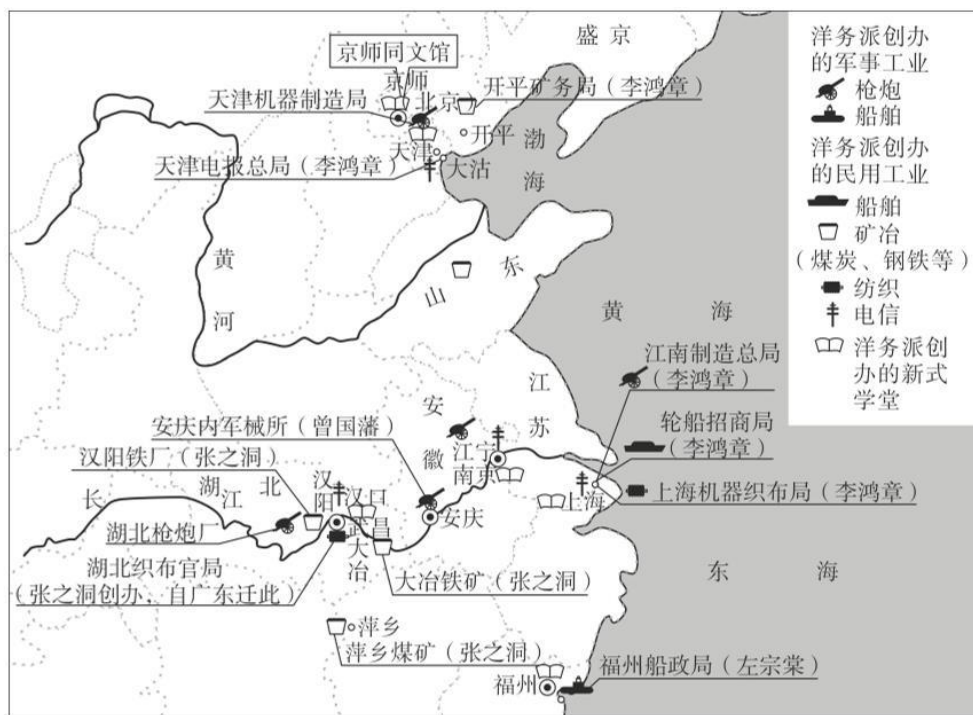 盛京
京师同文馆
京师
（北京）
天津机器制造局
开平矿务局（李鸿章）
开平
天津
天津电报总局（李鸿章）
大沽
渤
海
黄
河
山
东
黄 海
江
苏
安
徽
江南制造总局
（李鸿章）
轮船招商局
（李鸿章）
安庆内军械所（曾国藩）
江宁
南京
汉阳铁厂（张之洞）
湖
北
长
江
汉
阳
汉口
武昌
上海
上海机器织布局（李鸿章）
安庆
湖北枪炮厂
大
冶
湖北织布官局
（张之洞创办，自广东迁此）
大冶铁矿（张之洞）
东 海
萍乡
萍乡煤矿（张之洞）
福州
福州船政局（左宗棠）
洋务派创办
的军事工业
枪炮
船舶
洋务派创办
的民用工业
船舶
矿冶
（煤炭、钢铁等）
纺织
电信
洋务派创
办的新式
学堂